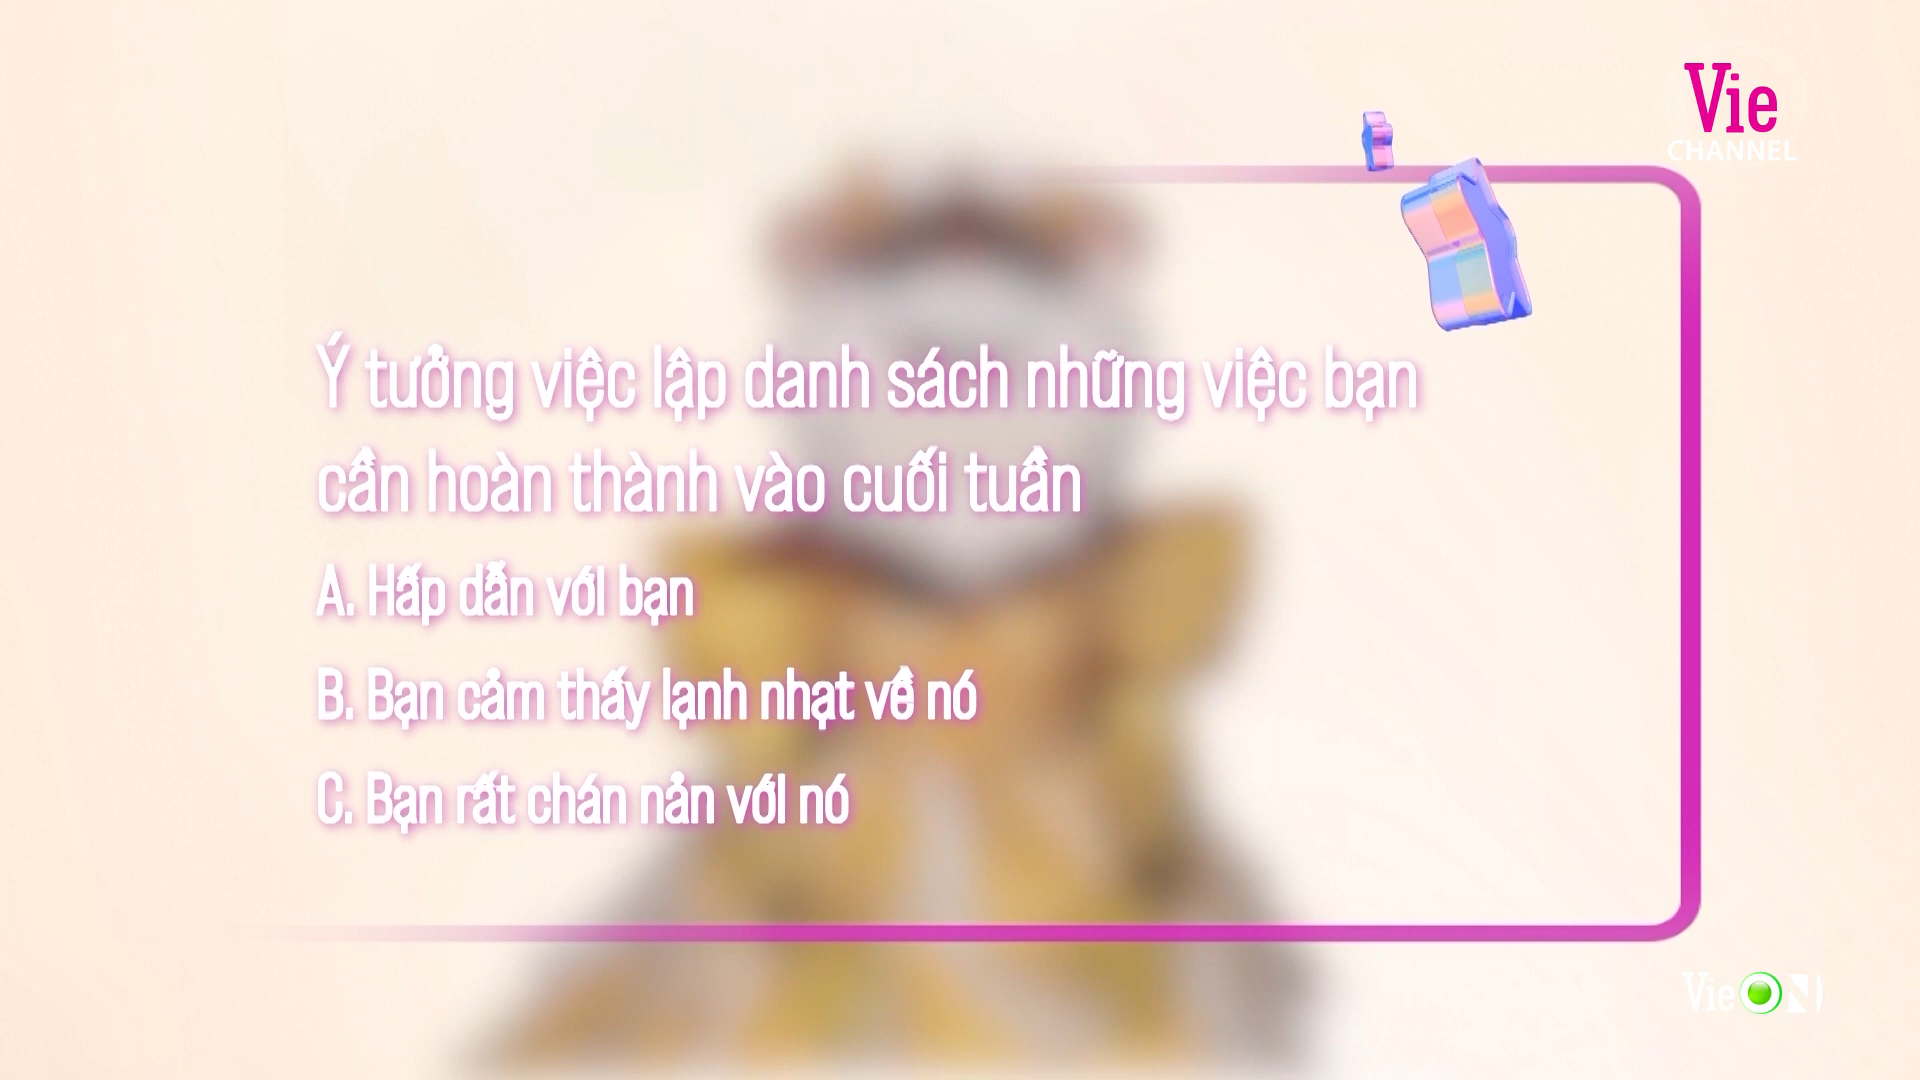 Vie
CHANNEL
Ý tưởng việc lập danh sách những việc bạn
cần hoàn thành vào cuối tuần
A. Hấp dẫn với bạn
B. Bạn cảm thấy lạnh nhạt về nó
C. Bạn rất chán nản với nó
VieON